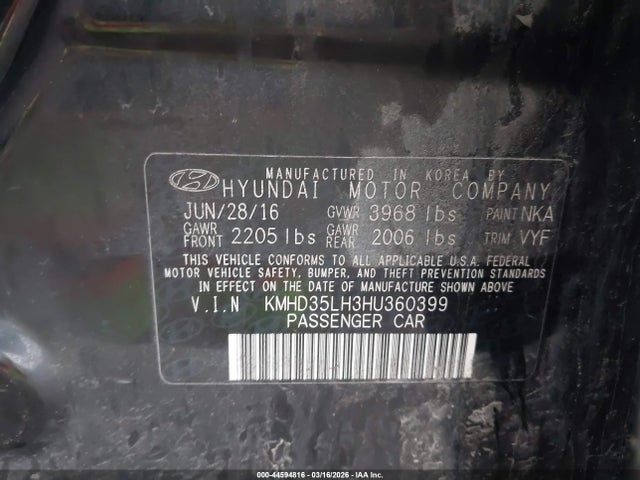 MANUFACTURED IN KOREA BY
HYUNDAI MOTOR COMPANY
JUN/28/16 GVWR 3968 lbs PAINT NKA
GAWR FRONT 2205 lbs GAWR REAR 2006 lbs TRIM VYF
THIS VEHICLE CONFORMS TO ALL APPLICABLE U.S.A. FEDERAL
MOTOR VEHICLE SAFETY, BUMPER, AND THEFT PREVENTION STANDARDS
IN EFFECT ON THE DATE OF MANUFACTURE SHOWN ABOVE
V.I.N KMHD35LH3HU360399
PASSENGER CAR
000-44594816 - 03/16/2026 - IAA Inc.